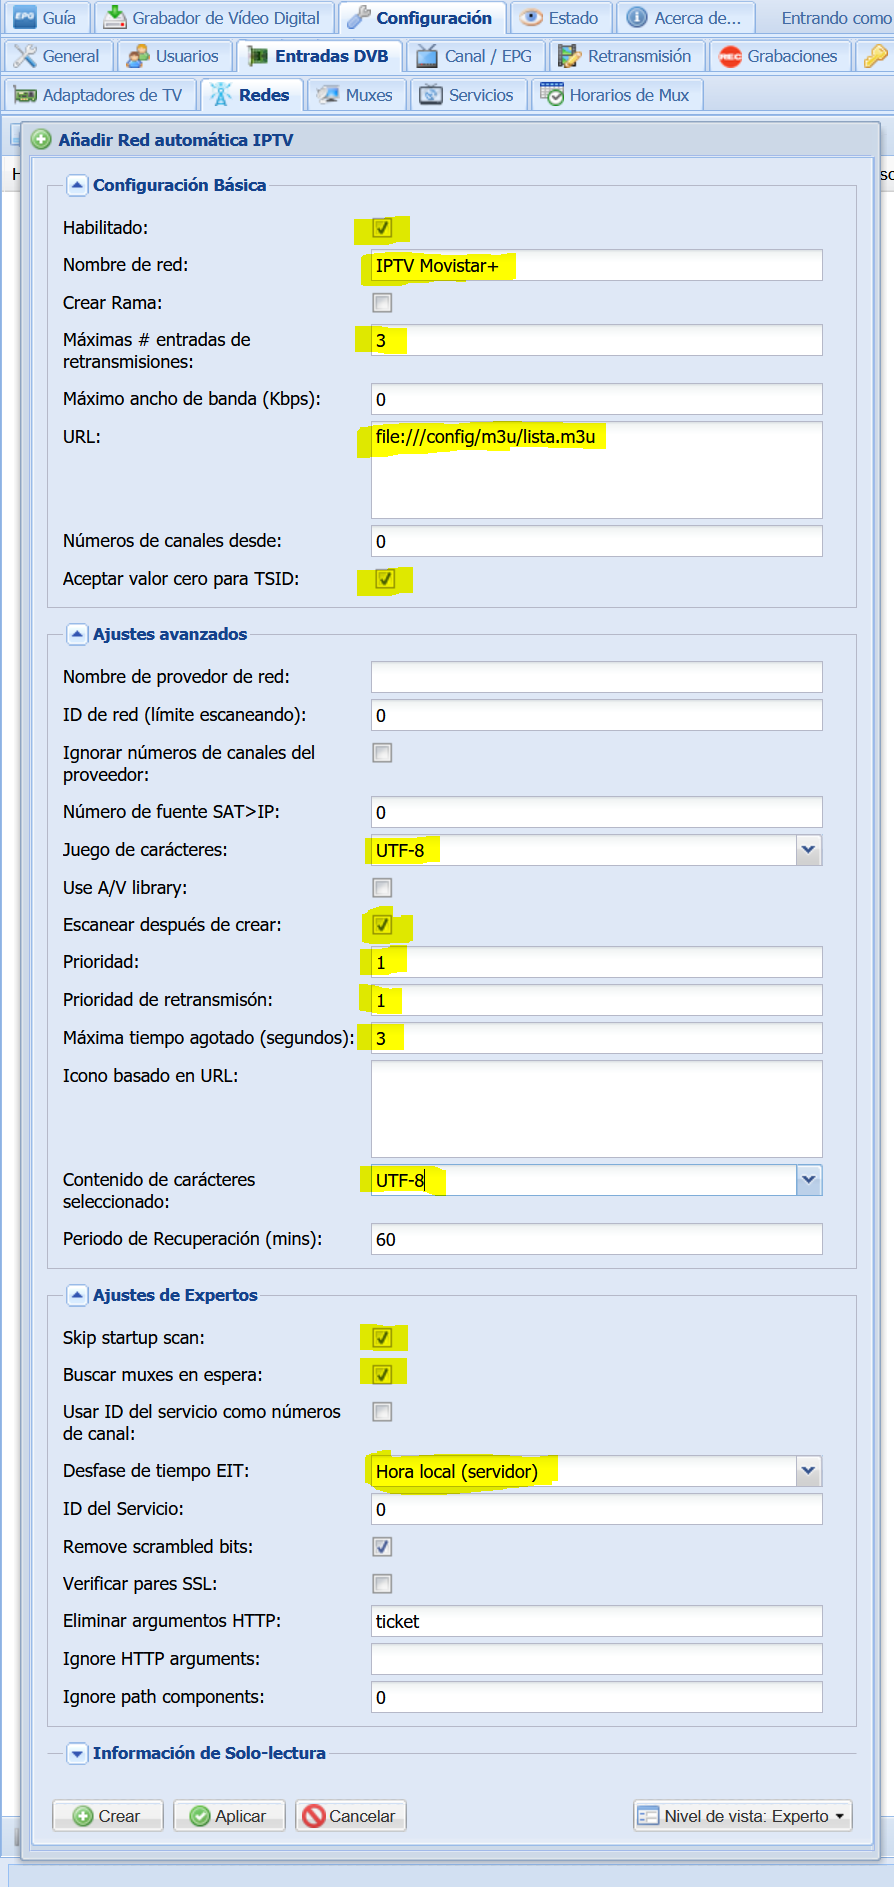 EPG Guía Grabador de Vídeo Digital Configuración Estado Acerca de... Entrando como
General Usuarios Entradas DVB Canal / EPG Retransmisión REC Grabaciones
Adaptadores de TV Redes Muxes Servicios Horarios de Mux
Añadir Red automática IPTV
Configuración Básica
Habilitado:
Nombre de red: IPTV Movistar+
Crear Rama:
Máximas # entradas de
retransmisiones: 3
Máximo ancho de banda (Kbps): 0
URL: file:///config/m3u/lista.m3u
Números de canales desde: 0
Aceptar valor cero para TSID:
Ajustes avanzados
Nombre de provedor de red:
ID de red (límite escaneando): 0
Ignorar números de canales del
proveedor:
Número de fuente SAT>IP: 0
Juego de carácteres: UTF-8
Use A/V library:
Escanear después de crear:
Prioridad: 1
Prioridad de retransmisón: 1
Máxima tiempo agotado (segundos): 3
Icono basado en URL:
Contenido de carácteres
seleccionado: UTF-8
Periodo de Recuperación (mins): 60
Ajustes de Expertos
Skip startup scan:
Buscar muxes en espera:
Usar ID del servicio como números
de canal:
Desfase de tiempo EIT: Hora local (servidor)
ID del Servicio: 0
Remove scrambled bits:
Verificar pares SSL:
Eliminar argumentos HTTP: ticket
Ignore HTTP arguments:
Ignore path components: 0
Información de Solo-lectura
Crear Aplicar Cancelar Nivel de vista: Experto